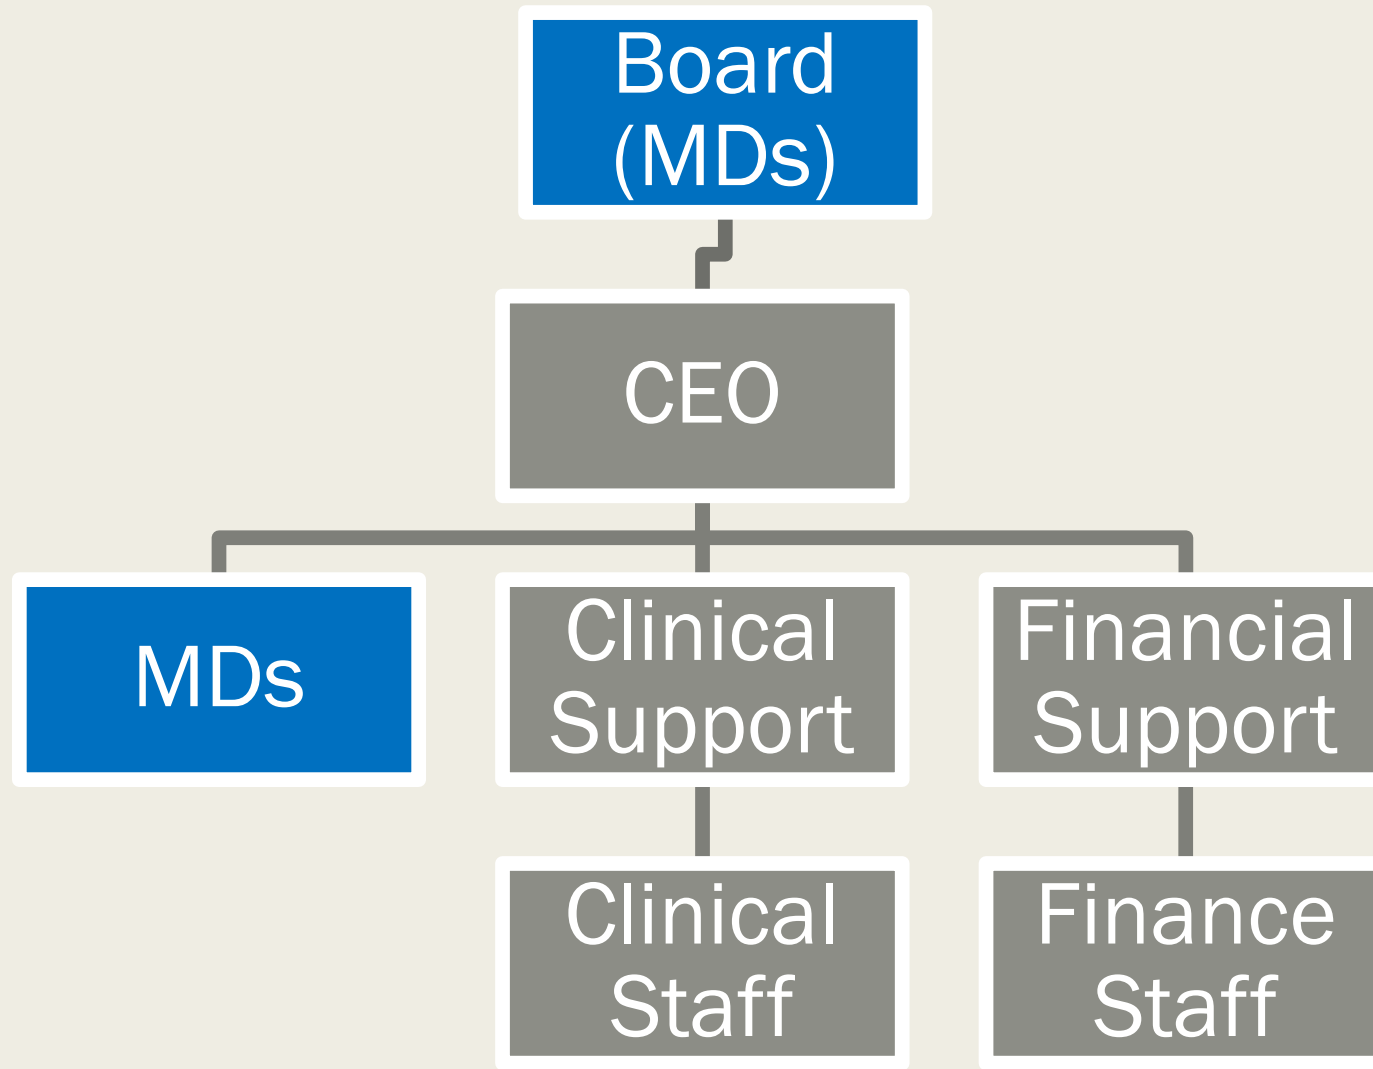 Board
(MDs)
CEO
MDs
Clinical
Support
Financial
Support
Clinical
Staff
Finance
Staff